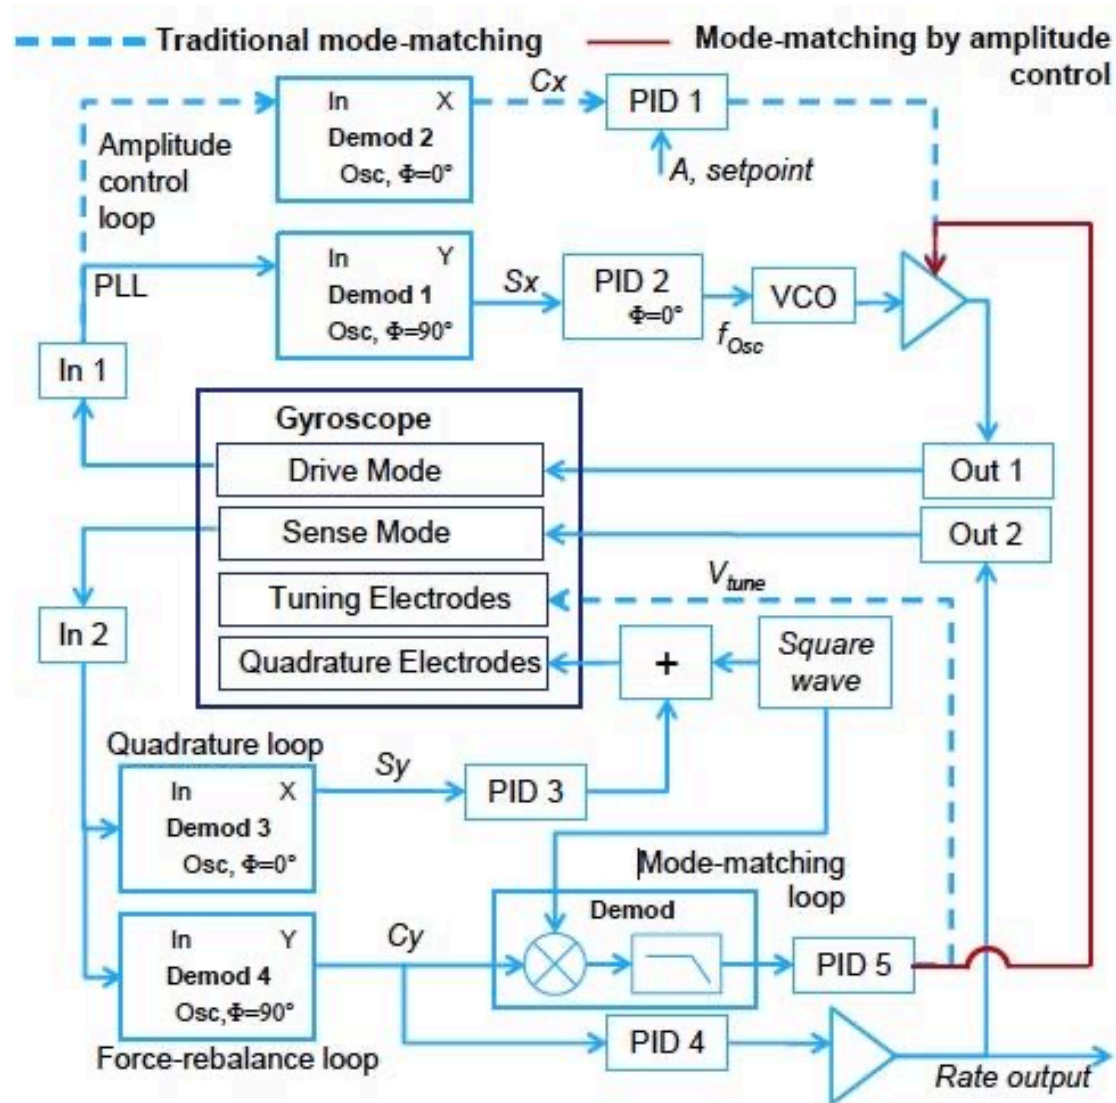 Traditional mode-matching
Mode-matching by amplitude
control
In X
Demod 2
Osc, Φ=0°
Cx
PID 1
A, setpoint
Amplitude
control
loop
PLL
In Y
Demod 1
Osc, Φ=90°
Sx
PID 2
Φ=0°
f_Osc
VCO
In 1
Gyroscope
Drive Mode
Sense Mode
Tuning Electrodes
Quadrature Electrodes
Out 1
Out 2
V_tune
In 2
+
Square
wave
Quadrature loop
In X
Demod 3
Osc, Φ=0°
Sy
PID 3
Mode-matching
loop
Demod
In Y
Demod 4
Osc,Φ=90°
Cy
PID 5
PID 4
Force-rebalance loop
Rate output